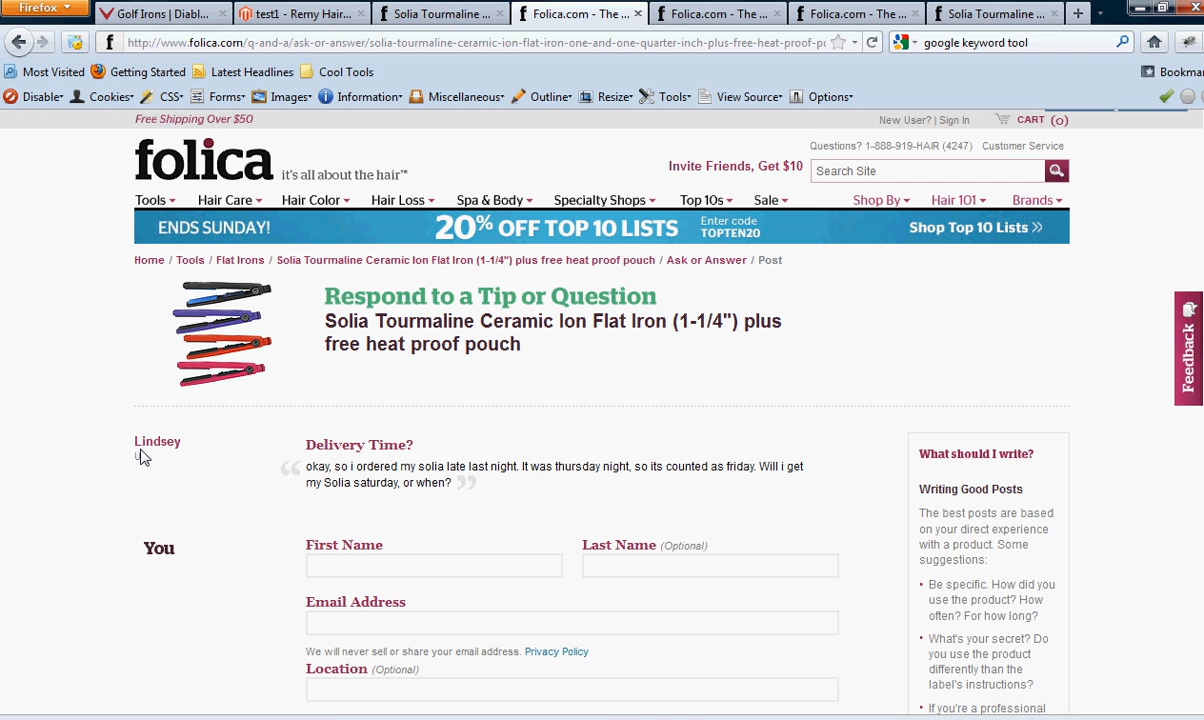 Firefox
Golf Irons | Diabl...
test1 - Remy Hair...
Solia Tourmaline ...
Folica.com - The ...
Folica.com - The ...
Folica.com - The ...
Solia Tourmaline ...
http://www.folica.com/q-and-a/ask-or-answer/solia-tourmaline-ceramic-ion-flat-iron-one-and-one-quarter-inch-plus-free-heat-proof-pc
google keyword tool
Most Visited Getting Started Latest Headlines Cool Tools
Bookmar
Disable Cookies CSS Forms Images Information Miscellaneous Outline Resize Tools View Source Options
Free Shipping Over $50
New User? | Sign In CART (0)
folica it's all about the hair™
Questions? 1-888-919-HAIR (4247) Customer Service
Invite Friends, Get $10
Search Site
Tools Hair Care Hair Color Hair Loss Spa & Body Specialty Shops Top 10s Sale Shop By Hair 101 Brands
ENDS SUNDAY! 20% OFF TOP 10 LISTS Enter code TOPTEN20 Shop Top 10 Lists »
Home / Tools / Flat Irons / Solia Tourmaline Ceramic Ion Flat Iron (1-1/4") plus free heat proof pouch / Ask or Answer / Post
Respond to a Tip or Question
Solia Tourmaline Ceramic Ion Flat Iron (1-1/4") plus
free heat proof pouch
Feedback
Lindsey
Delivery Time?
“ okay, so i ordered my solia late last night. It was thursday night, so its counted as friday. Will i get
my Solia saturday, or when? ”
You
First Name
Last Name (Optional)
Email Address
We will never sell or share your email address. Privacy Policy
Location (Optional)
What should I write?
Writing Good Posts
The best posts are based
on your direct experience
with a product. Some
suggestions:
• Be specific. How did you
use the product? How
often? For how long?
• What's your secret? Do
you use the product
differently than the
label's instructions?
• If you're a professional